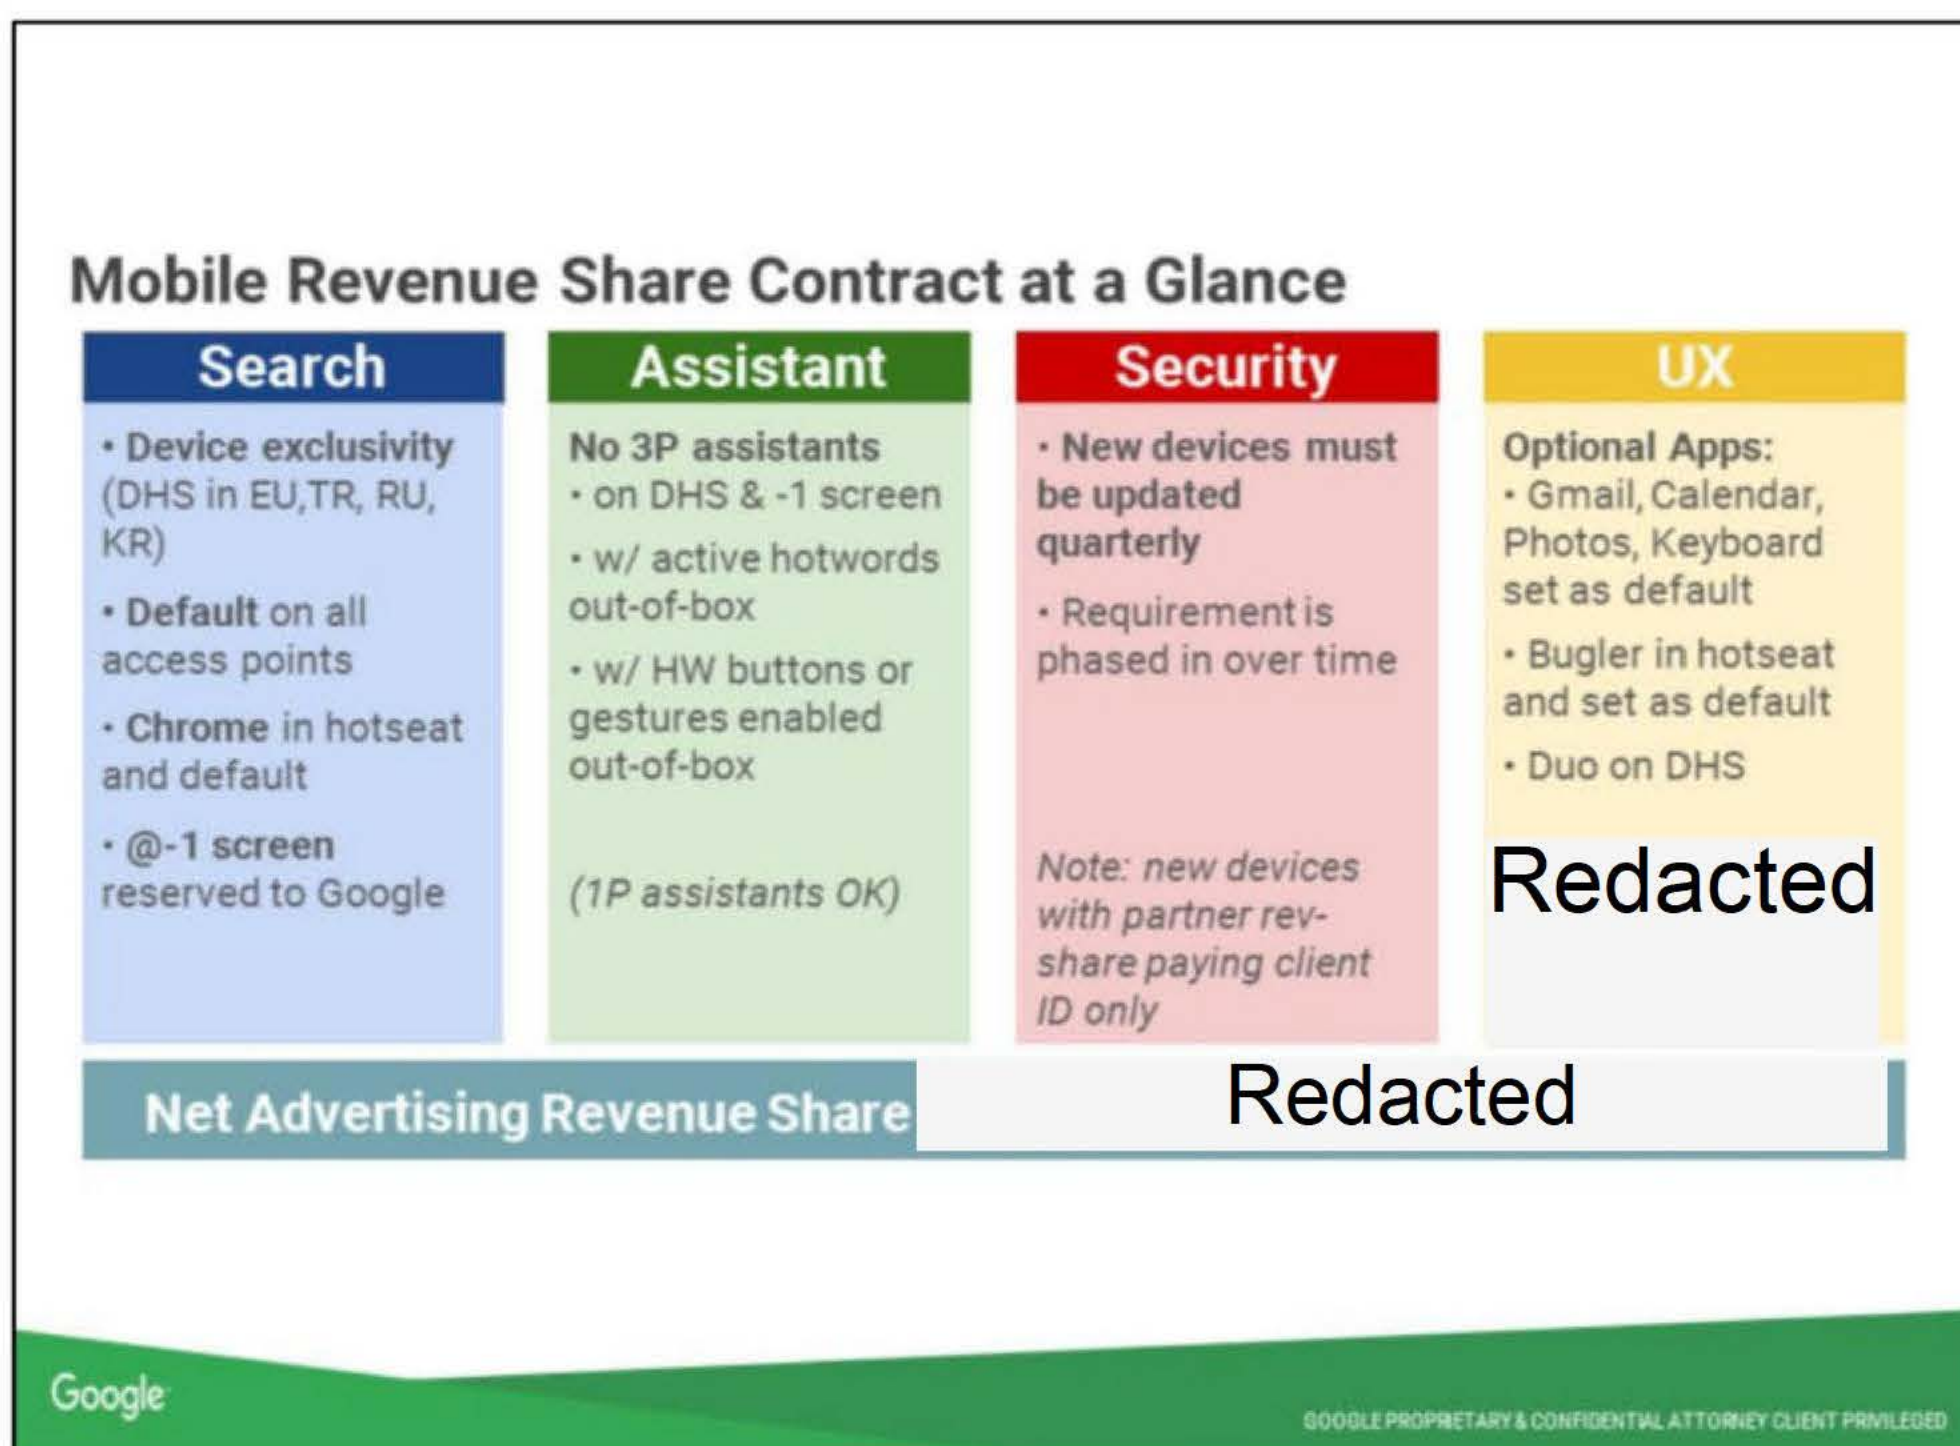 Mobile Revenue Share Contract at a Glance
Search
• Device exclusivity
(DHS in EU,TR, RU,
KR)
• Default on all
access points
• Chrome in hotseat
and default
• @-1 screen
reserved to Google
Assistant
No 3P assistants
• on DHS & -1 screen
• w/ active hotwords
out-of-box
• w/ HW buttons or
gestures enabled
out-of-box
(1P assistants OK)
Security
• New devices must
be updated
quarterly
• Requirement is
phased in over time
Note: new devices
with partner rev-
share paying client
ID only
UX
Optional Apps:
• Gmail, Calendar,
Photos, Keyboard
set as default
• Bugler in hotseat
and set as default
• Duo on DHS
Redacted
Net Advertising Revenue Share Redacted
Google
GOOGLE PROPRIETARY & CONFIDENTIAL ATTORNEY CLIENT PRIVILEGED